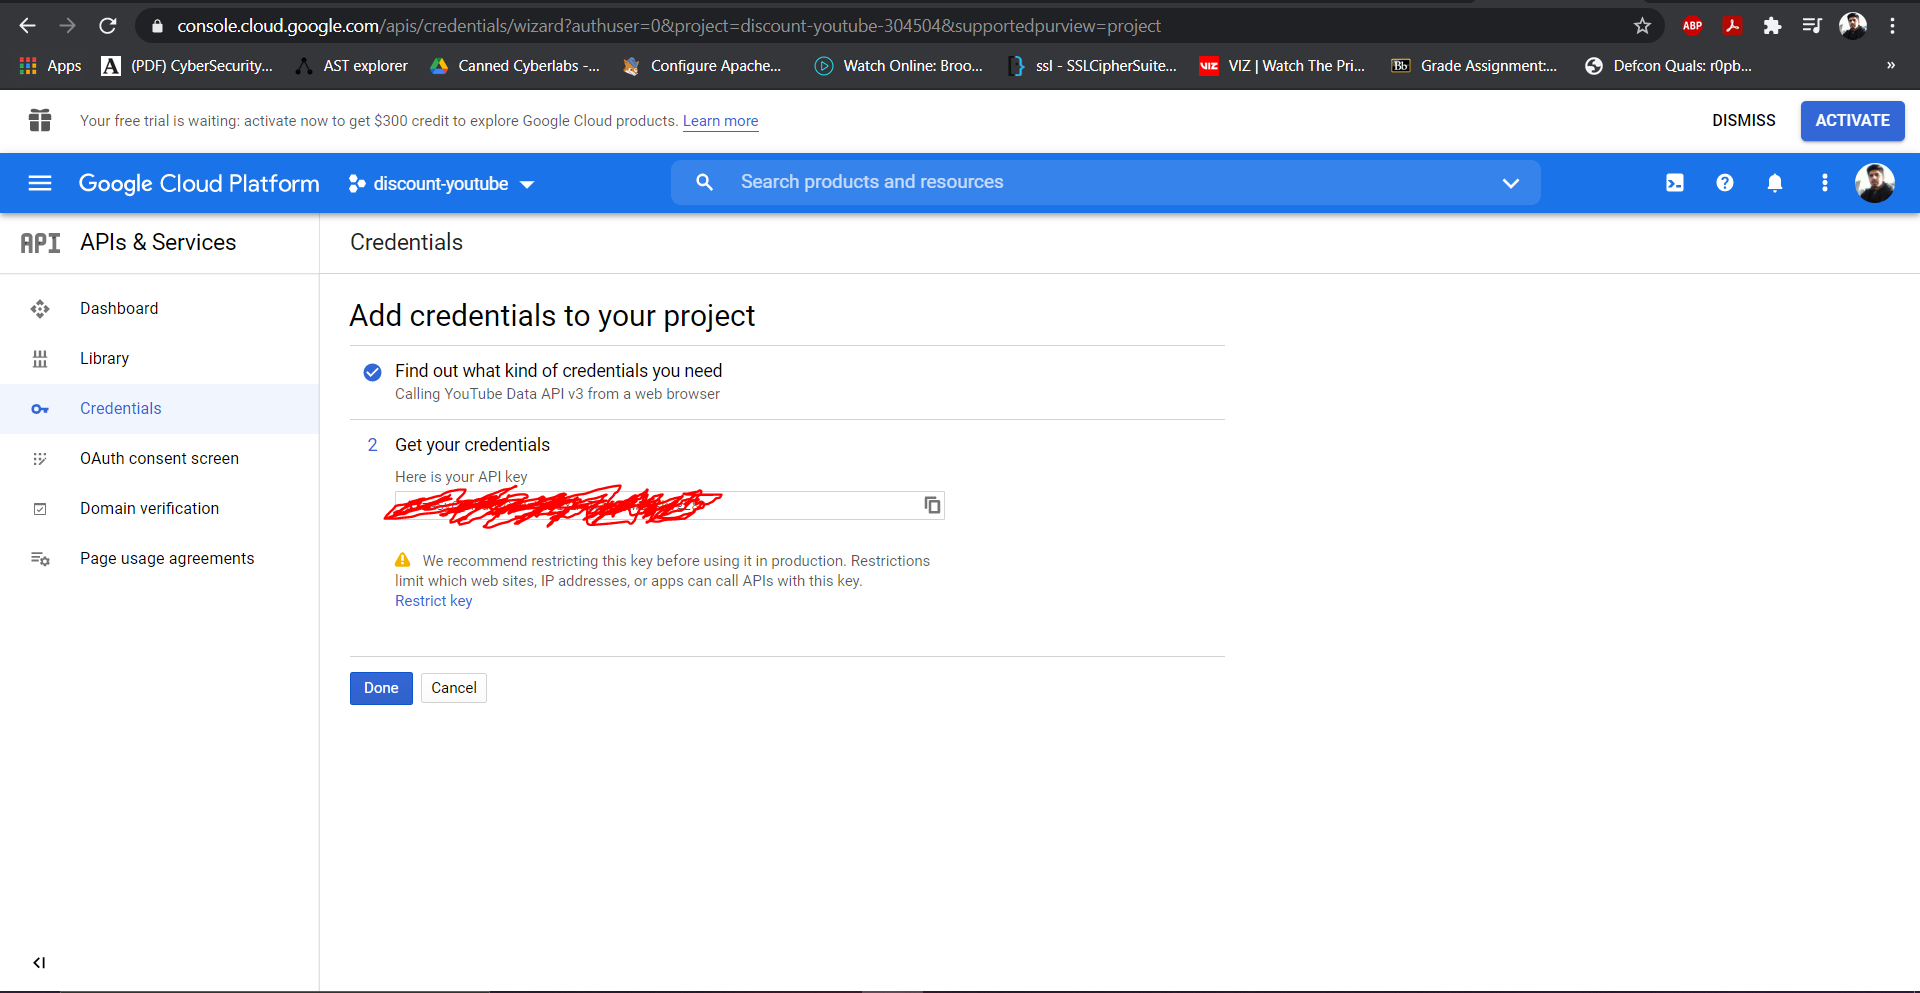 console.cloud.google.com/apis/credentials/wizard?authuser=0&project=discount-youtube-304504&supportedpurview=project
ABP
Apps
(PDF) CyberSecurity...
AST explorer
Canned Cyberlabs -...
Configure Apache...
Watch Online: Broo...
ssl - SSLCipherSuite...
VIZ
VIZ | Watch The Pri...
Bb
Grade Assignment:...
Defcon Quals: r0pb...
»
Your free trial is waiting: activate now to get $300 credit to explore Google Cloud products. Learn more
DISMISS
ACTIVATE
Google Cloud Platform
discount-youtube
Search products and resources
API
APIs & Services
Credentials
Dashboard
Library
Credentials
OAuth consent screen
Domain verification
Page usage agreements
Add credentials to your project
Find out what kind of credentials you need
Calling YouTube Data API v3 from a web browser
2
Get your credentials
Here is your API key
We recommend restricting this key before using it in production. Restrictions
limit which web sites, IP addresses, or apps can call APIs with this key.
Restrict key
Done
Cancel